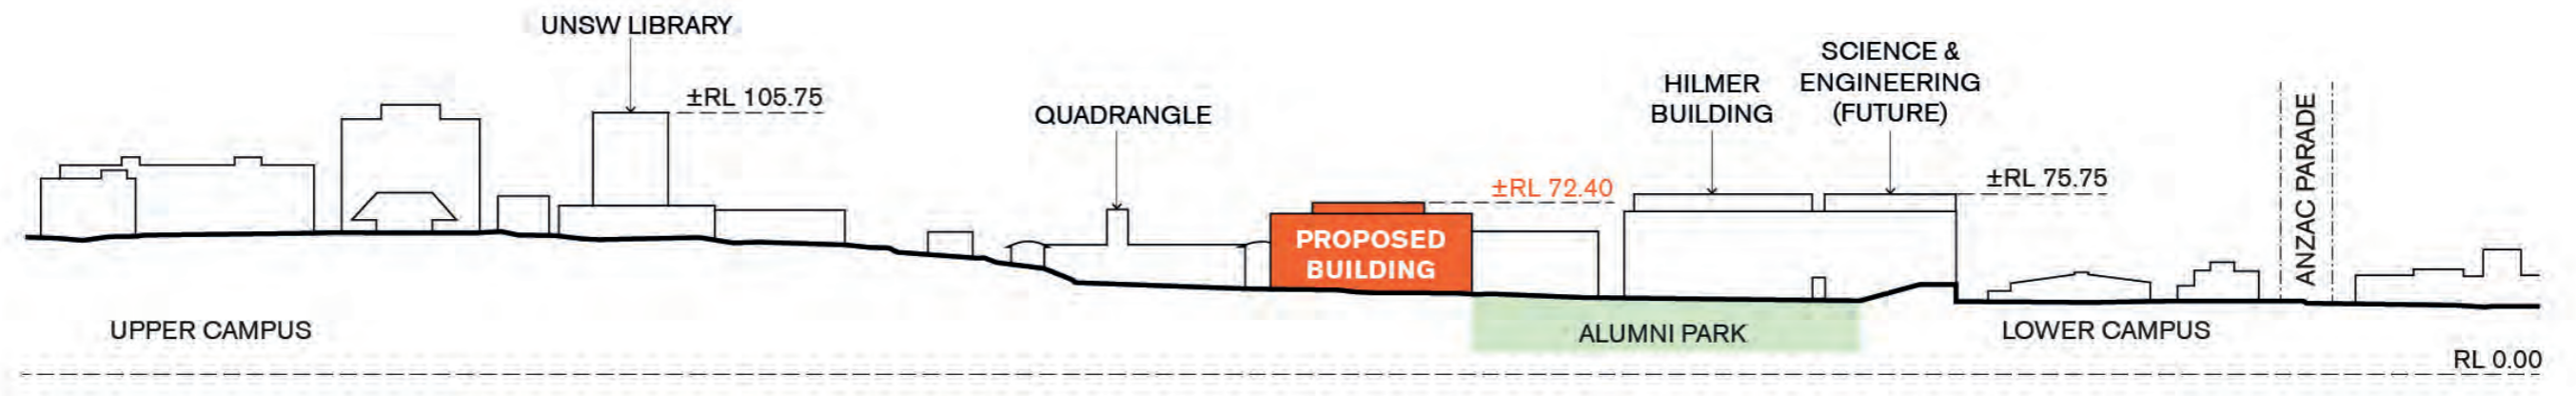 UNSW LIBRARY
±RL 105.75
QUADRANGLE
PROPOSED
BUILDING
±RL 72.40
HILMER
BUILDING
SCIENCE &
ENGINEERING
(FUTURE)
±RL 75.75
ANZAC PARADE
UPPER CAMPUS
ALUMNI PARK
LOWER CAMPUS
RL 0.00